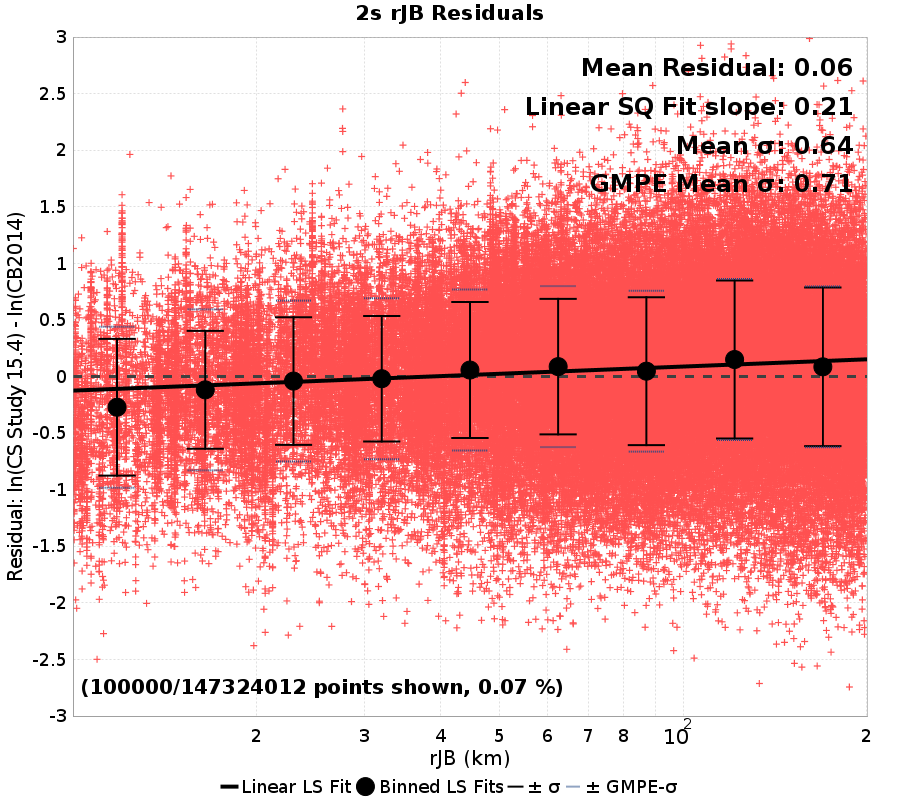 2s rJB Residuals
Mean Residual: 0.06
Linear SQ Fit slope: 0.21
Mean σ: 0.64
GMPE Mean σ: 0.71
Residual: ln(CS Study 15.4) - ln(CB2014)
3
2.5
2
1.5
1
0.5
0
-0.5
-1
-1.5
-2
-2.5
-3
(100000/147324012 points shown, 0.07 %)
2 3 4 5 6 7 8 10² 2
rJB (km)
Linear LS Fit Binned LS Fits ± σ ± GMPE-σ